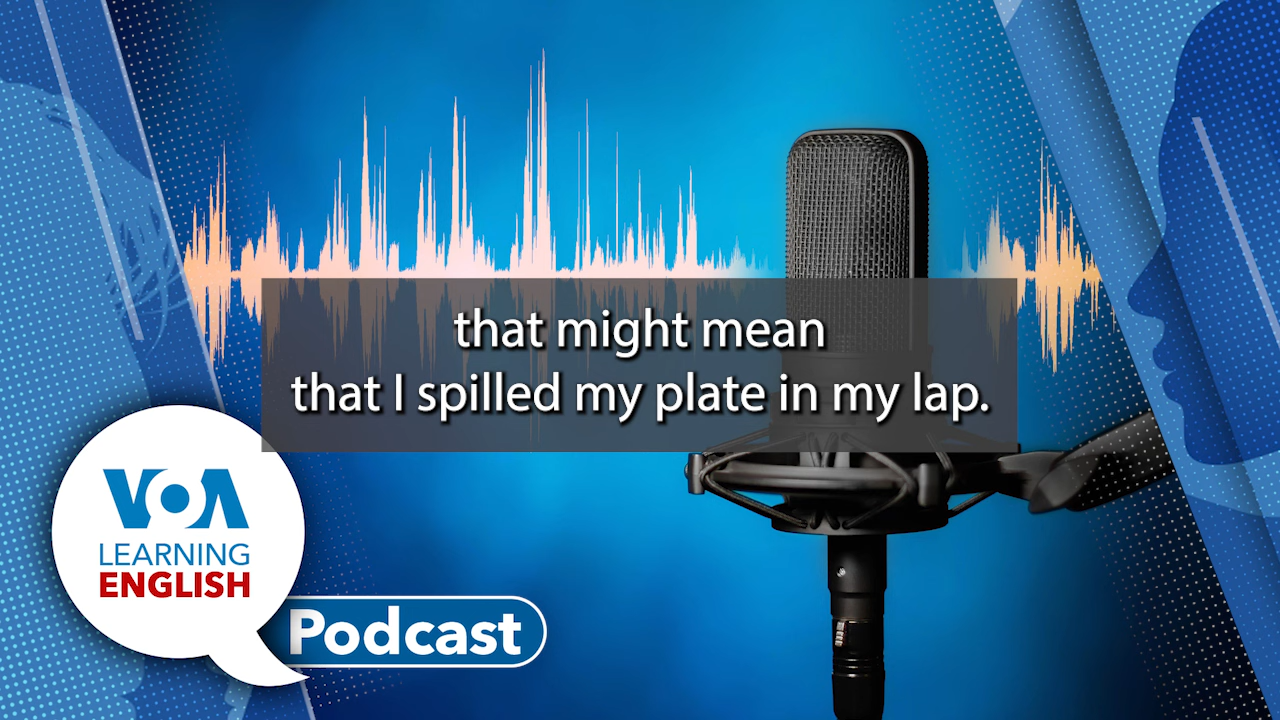 that might mean
that I spilled my plate in my lap.
VOA
LEARNING
ENGLISH
Podcast